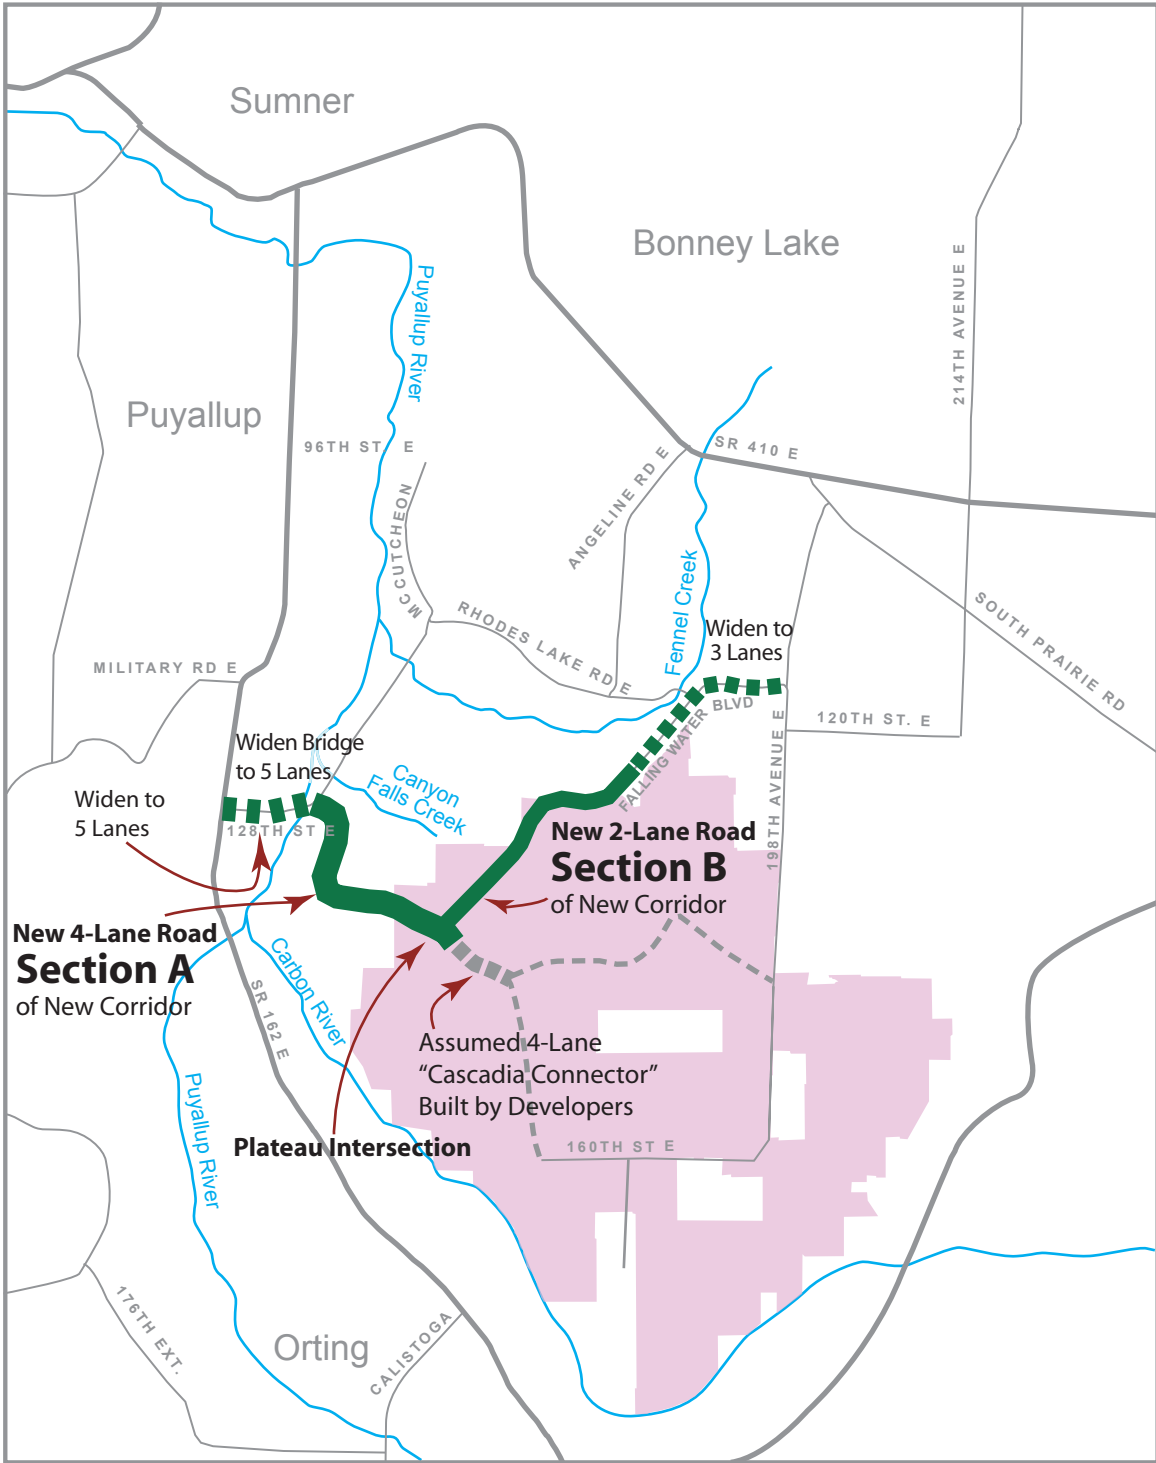 Sumner
Bonney Lake
214TH AVENUE E
Puyallup River
Puyallup
96TH ST. E
SR 410 E
ANGELINE RD E
MCCUTCHEON
Fennel Creek
RHODES LAKE RD E
SOUTH PRAIRIE RD
Widen to
3 Lanes
MILITARY RD E
BLVD
FALLING WATER
120TH ST. E
198TH AVENUE E
Widen Bridge
to 5 Lanes
Canyon
Falls Creek
Widen to
5 Lanes
128TH ST E
New 2-Lane Road
Section B
of New Corridor
New 4-Lane Road
Section A
of New Corridor
Carbon River
SR 162 E
Assumed 4-Lane
“Cascadia Connector”
Built by Developers
Plateau Intersection
160TH ST E
Puyallup River
176TH EXT.
Orting
CALISTOGA